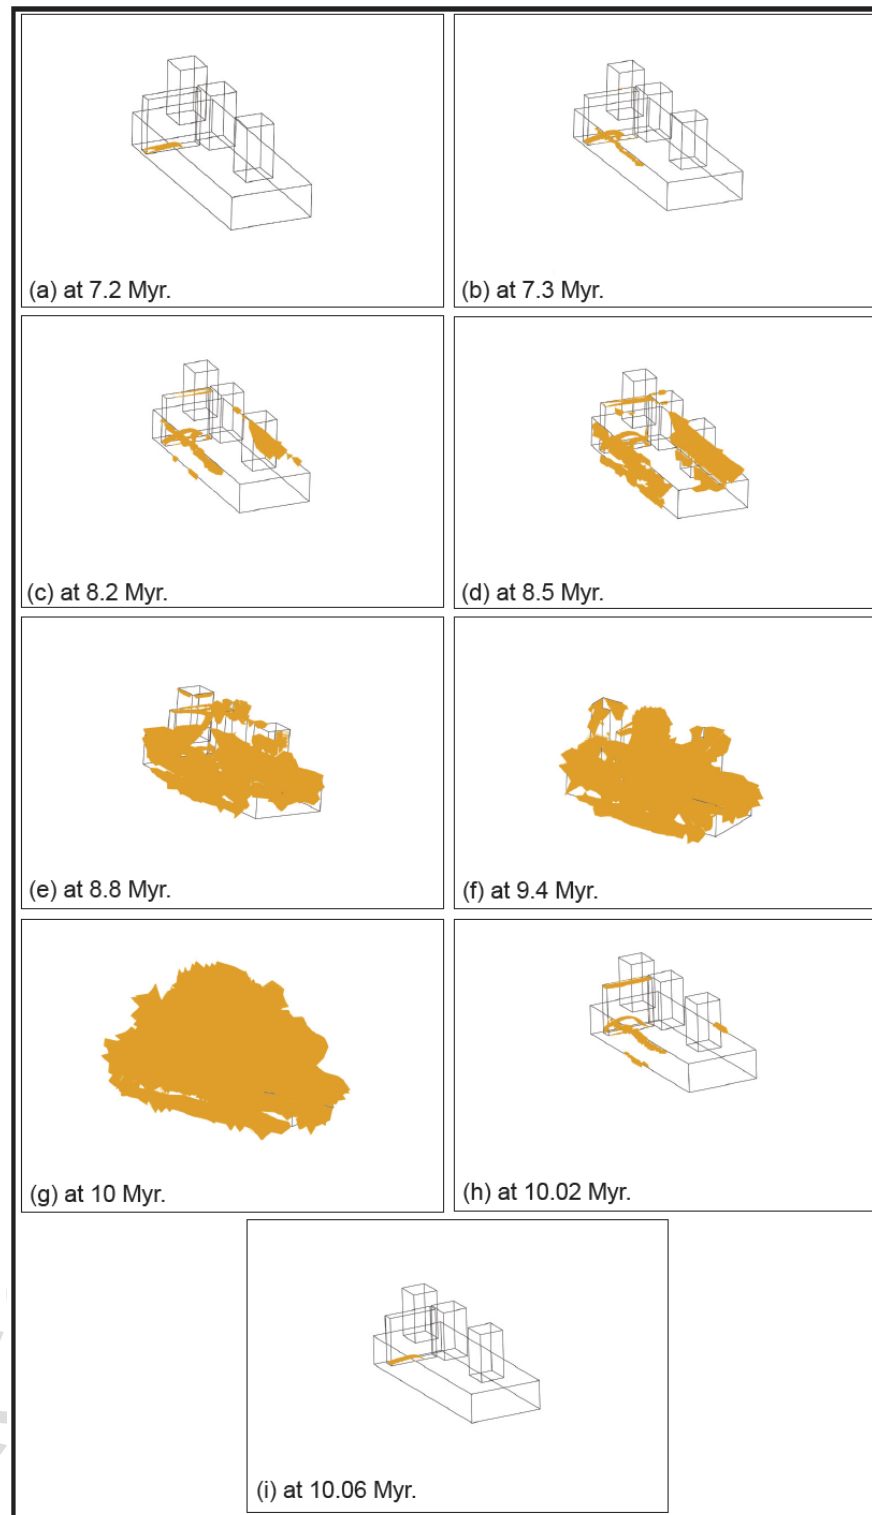 (a) at 7.2 Myr.
(b) at 7.3 Myr.
(c) at 8.2 Myr.
(d) at 8.5 Myr.
(e) at 8.8 Myr.
(f) at 9.4 Myr.
(g) at 10 Myr.
(h) at 10.02 Myr.
(i) at 10.06 Myr.